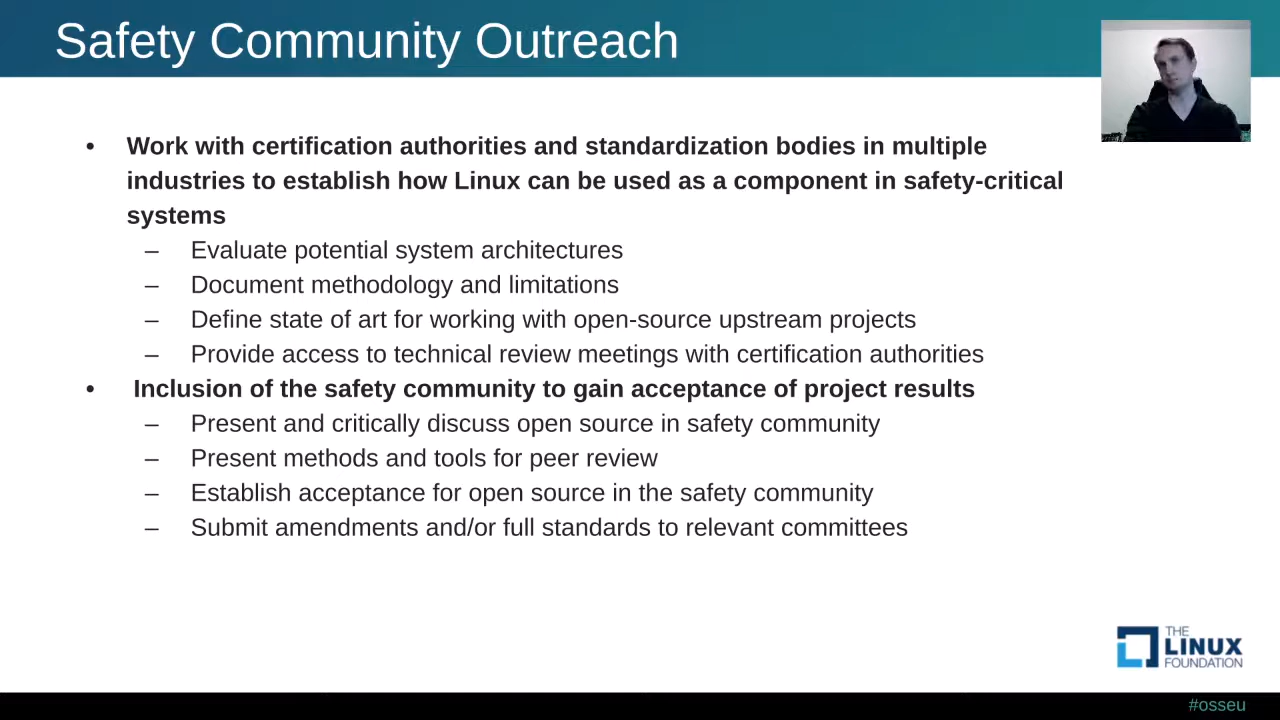 Safety Community Outreach
• Work with certification authorities and standardization bodies in multiple
industries to establish how Linux can be used as a component in safety-critical
systems
– Evaluate potential system architectures
– Document methodology and limitations
– Define state of art for working with open-source upstream projects
– Provide access to technical review meetings with certification authorities
• Inclusion of the safety community to gain acceptance of project results
– Present and critically discuss open source in safety community
– Present methods and tools for peer review
– Establish acceptance for open source in the safety community
– Submit amendments and/or full standards to relevant committees
THE
LINUX
FOUNDATION
#osseu